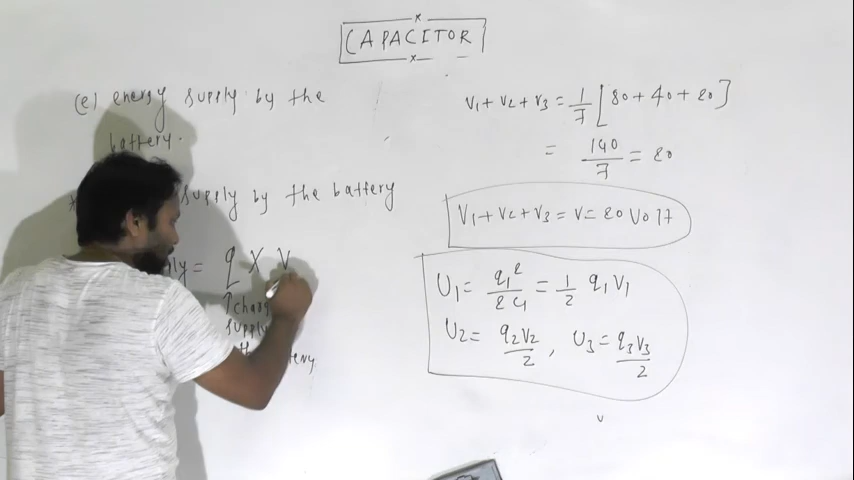 CAPACITOR
(e) energy supply by the
battery.
* supply by the battery
= q x V
↑ charge
supply
V₁ + V₂ + V₃ = 1/7 [80 + 40 + 20]
= 140/7 = 20
V₁ + V₂ + V₃ = V = 20 Volt
U₁ = q₁²/2C₁ = 1/2 q₁V₁
U₂ = q₂V₂/2 , U₃ = q₃V₃/2